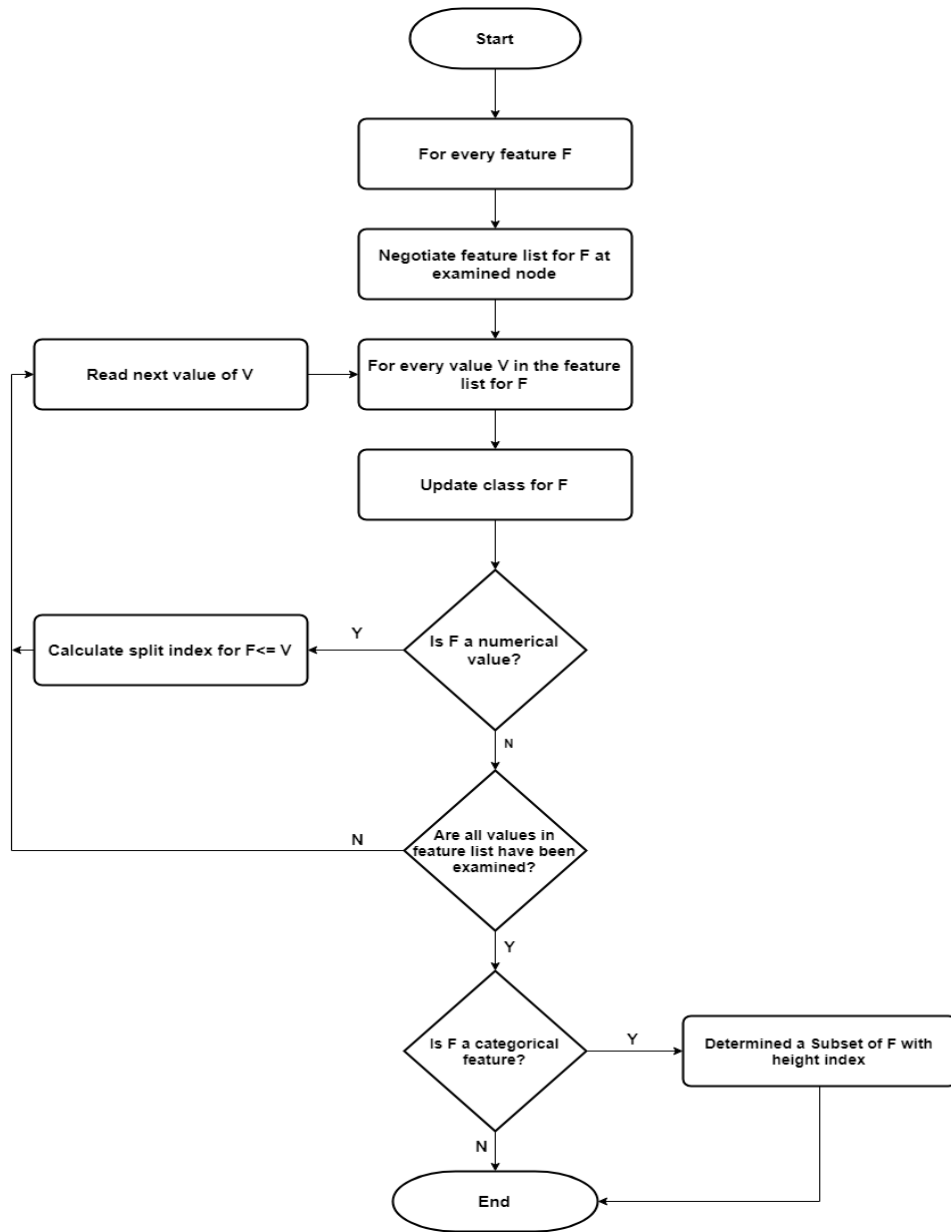 Start
For every feature F
Negotiate feature list for F at
examined node
Read next value of V
For every value V in the feature
list for F
Update class for F
Is F a numerical
value?
Y
Calculate split index for F<= V
N
Are all values in
feature list have been
examined?
N
Y
Is F a categorical
feature?
Y
Determined a Subset of F with
height index
N
End